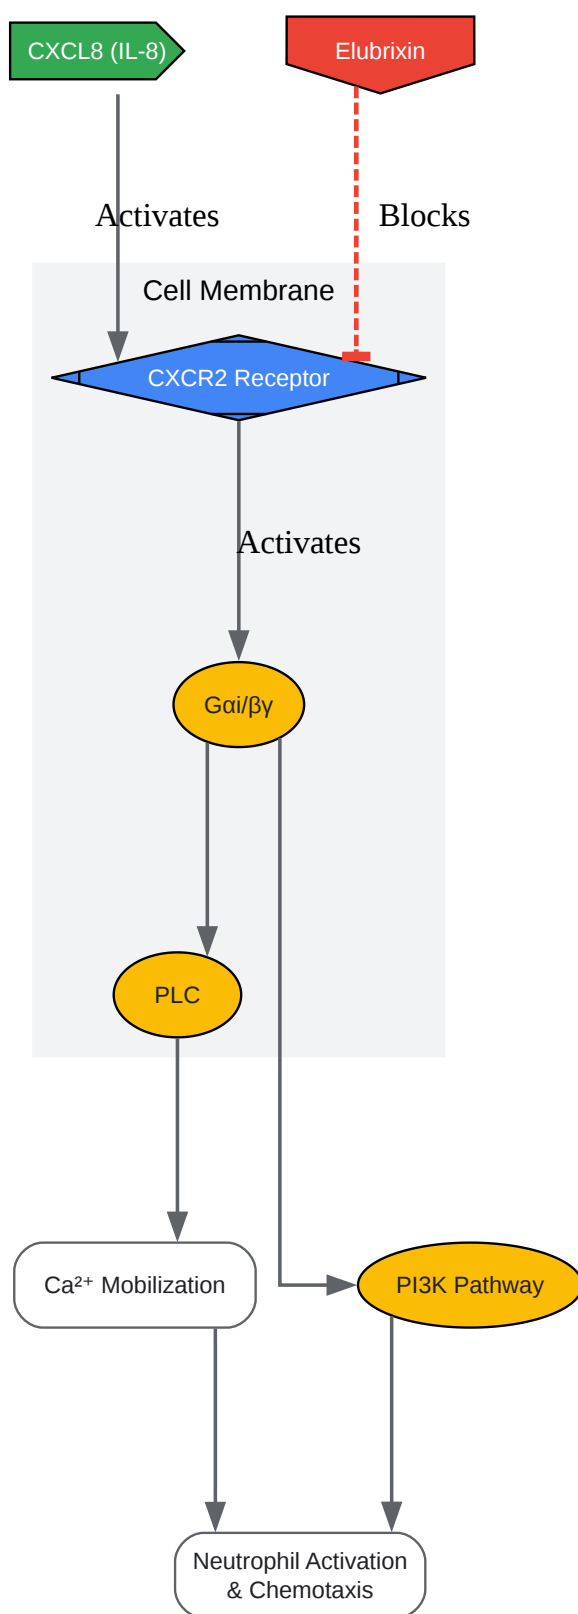 CXCL8 (IL-8)
Elubrixin
Activates
Blocks
Cell Membrane
CXCR2 Receptor
Activates
Gαi/βγ
PLC
Ca²⁺ Mobilization
PI3K Pathway
Neutrophil Activation
& Chemotaxis